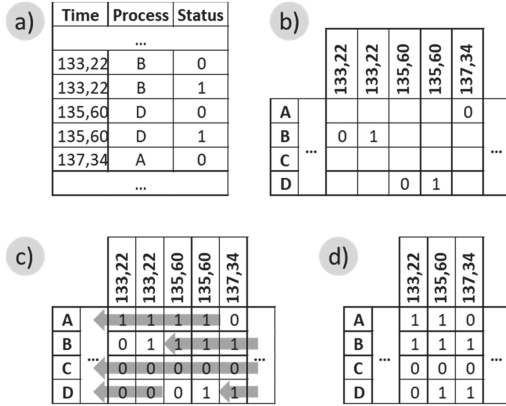 a)
Time Process Status
...
133,22 B 0
133,22 B 1
135,60 D 0
135,60 D 1
137,34 A 0
...
b)
133,22 133,22 135,60 135,60 137,34
A 0
B 0 1
... ...
C
D 0 1
c)
133,22 133,22 135,60 135,60 137,34
A 1 1 1 1 0
B 0 1 1 1 1
... ...
C 0 0 0 0 0
D 0 0 0 1 1
d)
133,22 135,60 137,34
A 1 1 0
B 1 1 1
... ...
C 0 0 0
D 0 1 1